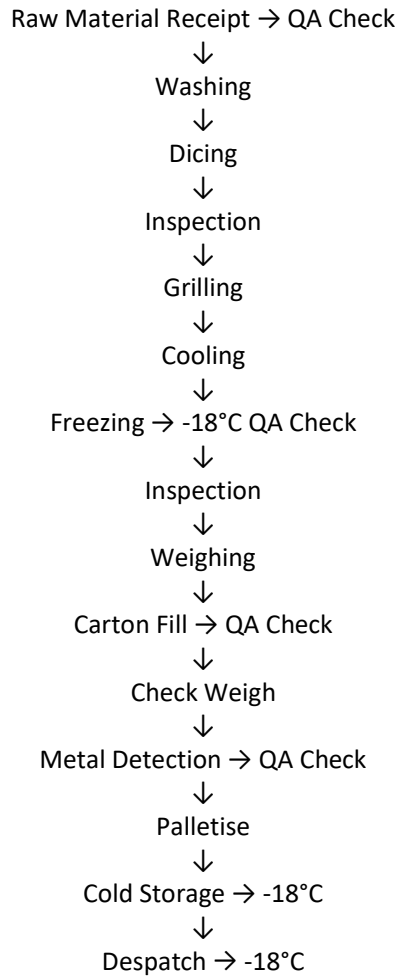 Raw Material Receipt → QA Check
↓
Washing
↓
Dicing
↓
Inspection
↓
Grilling
↓
Cooling
↓
Freezing → -18°C QA Check
↓
Inspection
↓
Weighing
↓
Carton Fill → QA Check
↓
Check Weigh
↓
Metal Detection → QA Check
↓
Palletise
↓
Cold Storage → -18°C
↓
Despatch → -18°C